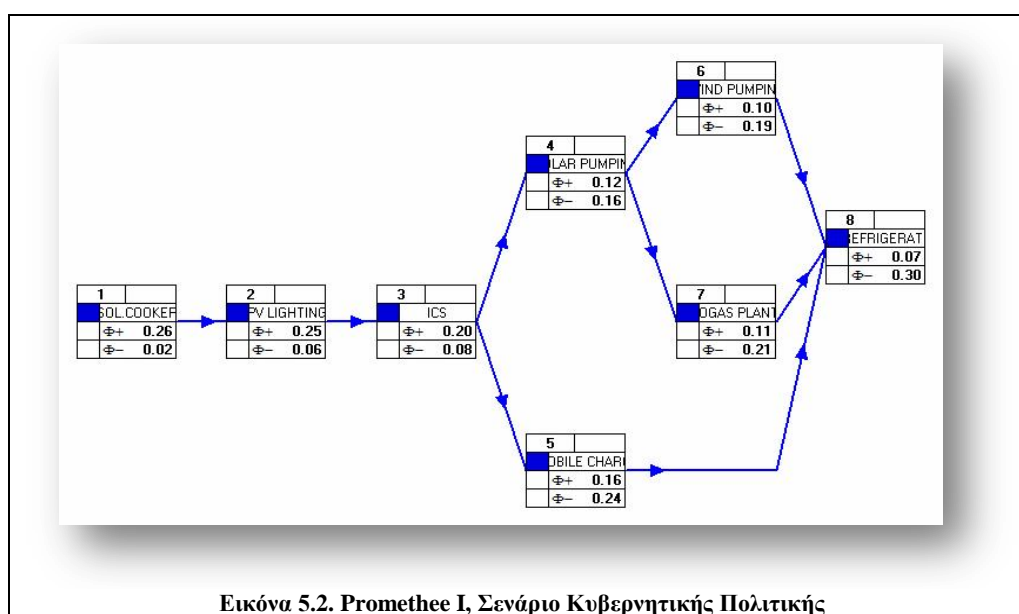 6
IND PUMPIN
Φ+ 0.10
Φ− 0.19
4
LAR PUMPIN
Φ+ 0.12
Φ− 0.16
8
EFRIGERAT
Φ+ 0.07
Φ− 0.30
1
SOL.COOKER
Φ+ 0.26
Φ− 0.02
2
PV LIGHTING
Φ+ 0.25
Φ− 0.06
3
ICS
Φ+ 0.20
Φ− 0.08
7
OGAS PLANT
Φ+ 0.11
Φ− 0.21
5
OBILE CHAR
Φ+ 0.16
Φ− 0.24
Εικόνα 5.2. Promethee I, Σενάριο Κυβερνητικής Πολιτικής